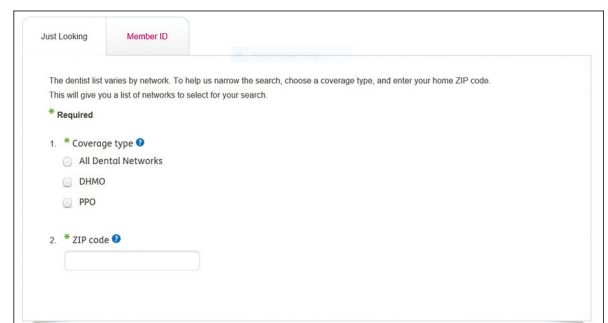 Just Looking
Member ID
The dentist list varies by network. To help us narrow the search, choose a coverage type, and enter your home ZIP code.
This will give you a list of networks to select for your search.
* Required
1. * Coverage type ?
All Dental Networks
DHMO
PPO
2. * ZIP code ?